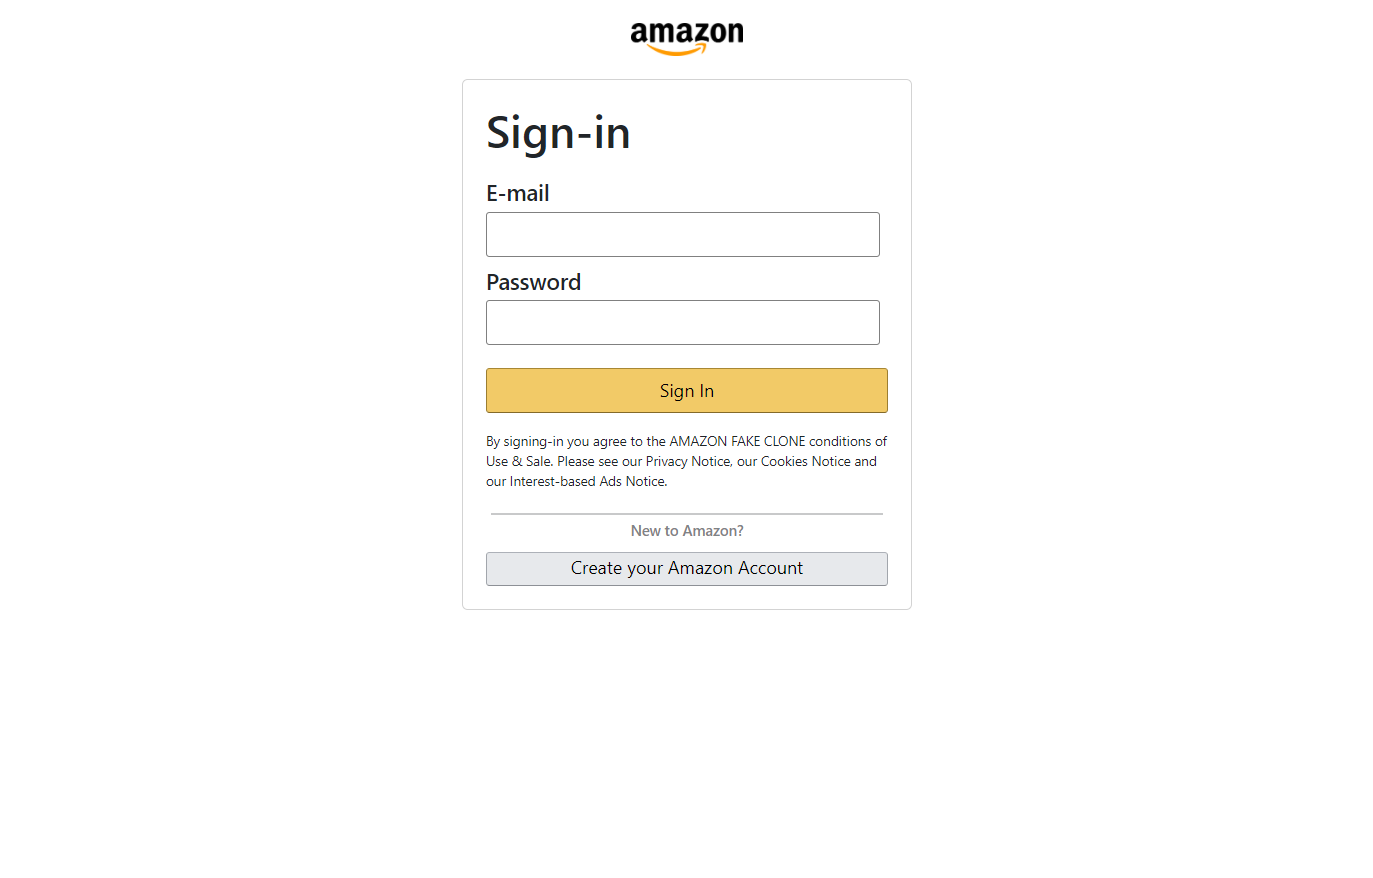 amazon
Sign-in
E-mail
Password
Sign In
By signing-in you agree to the AMAZON FAKE CLONE conditions of
Use & Sale. Please see our Privacy Notice, our Cookies Notice and
our Interest-based Ads Notice.
New to Amazon?
Create your Amazon Account